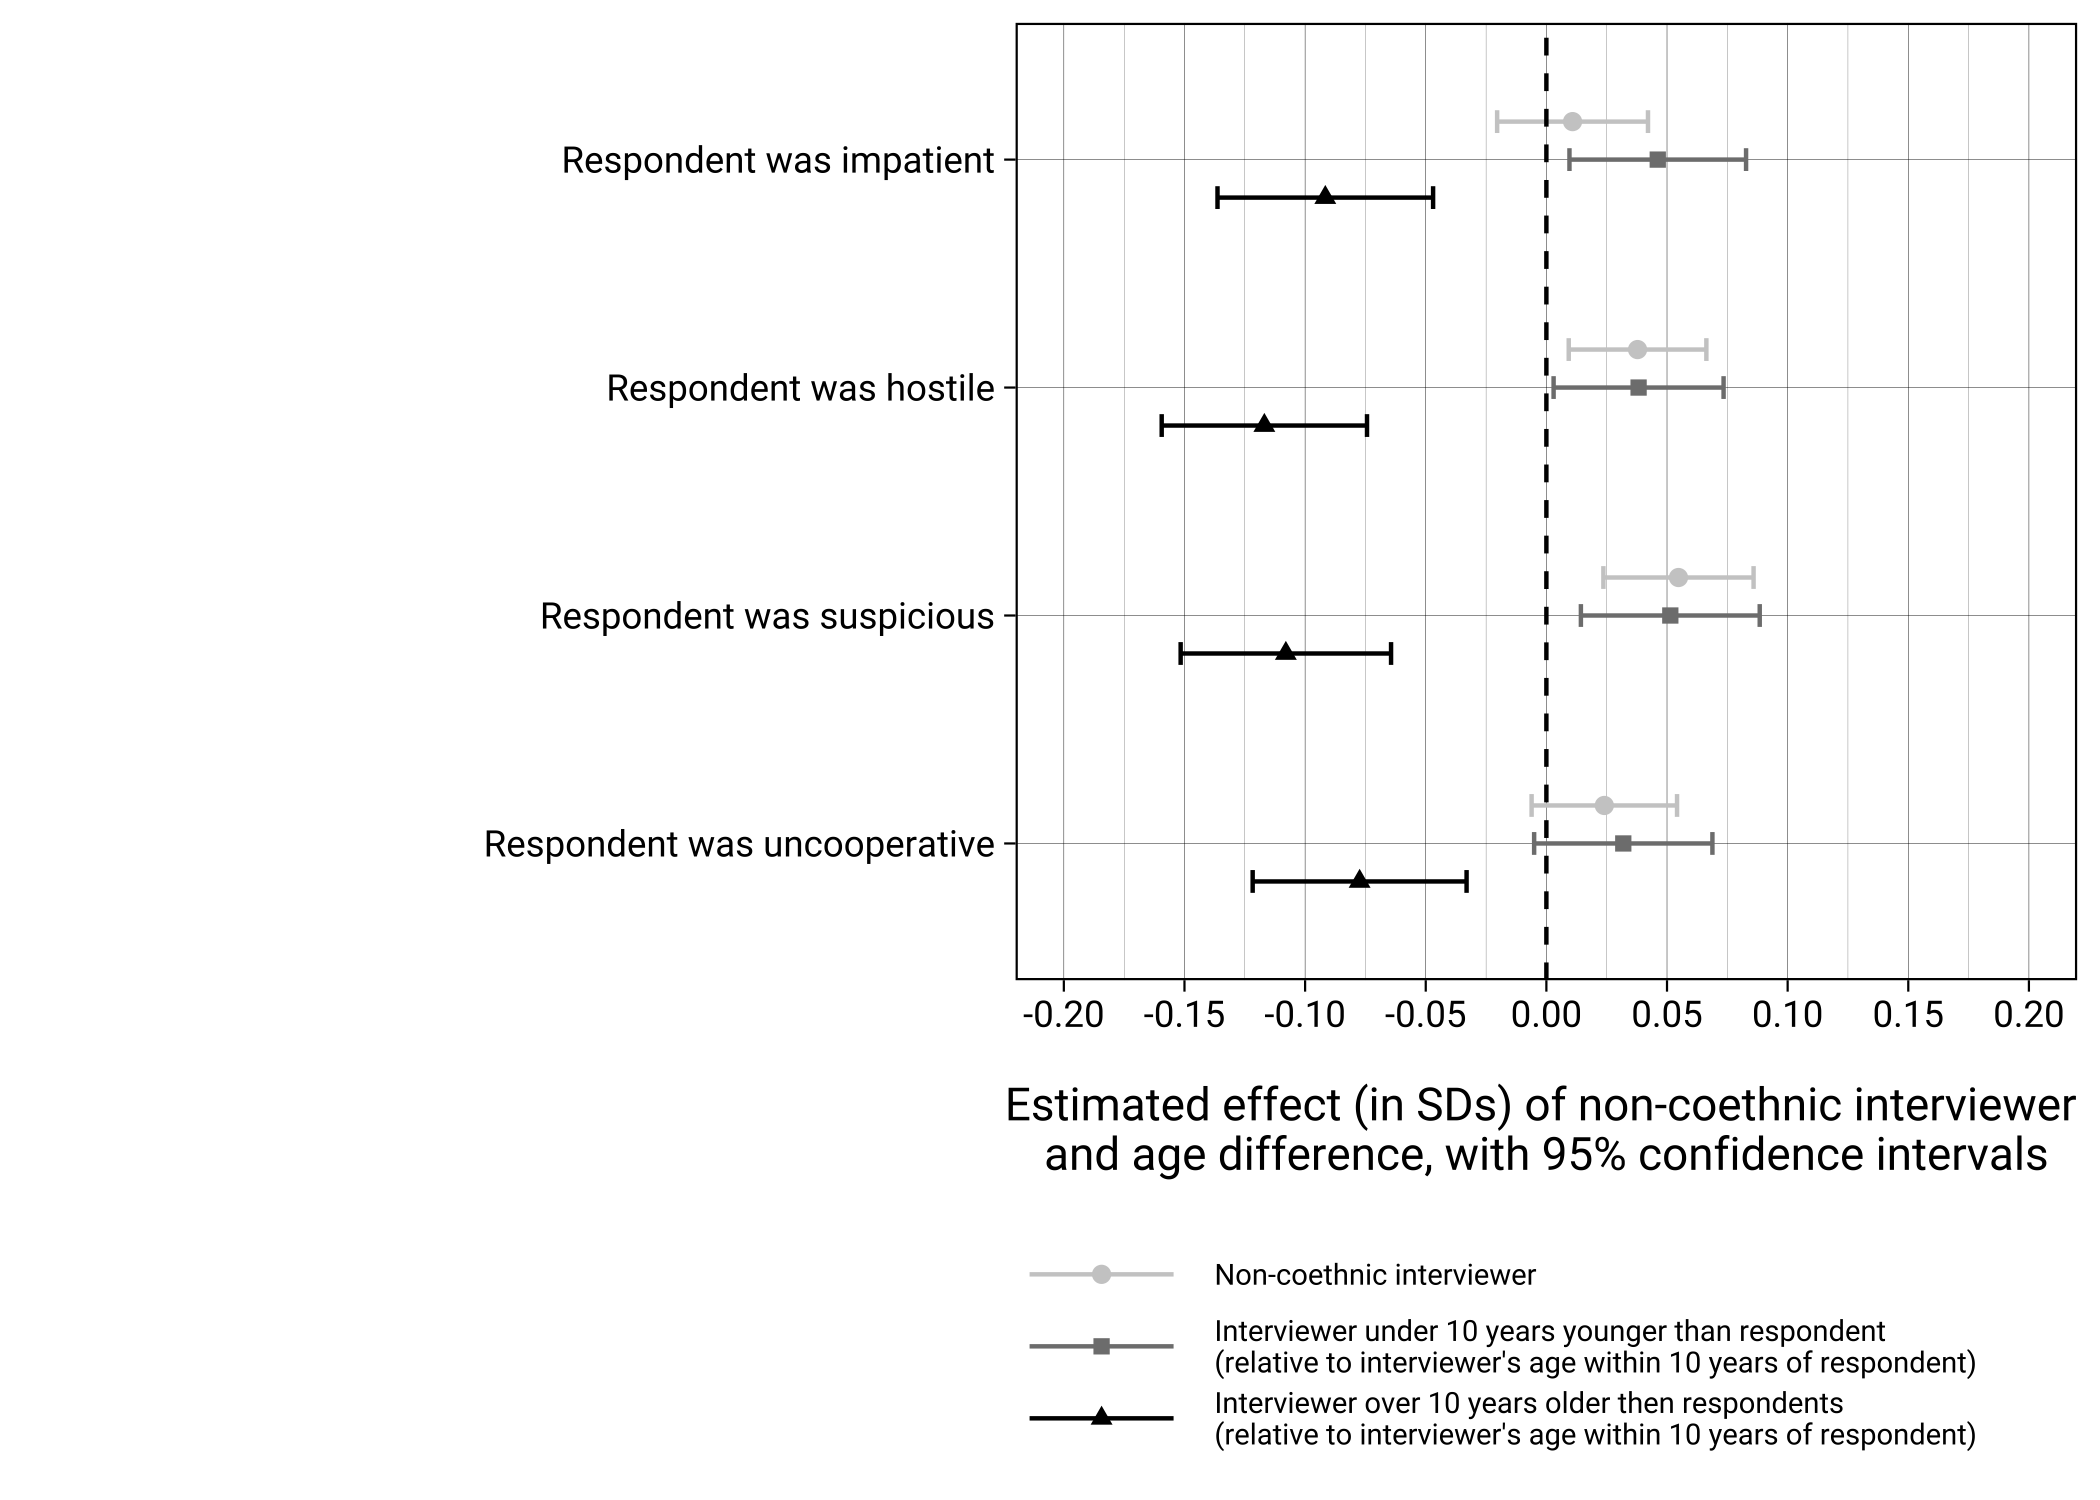 Respondent was impatient
Respondent was hostile
Respondent was suspicious
Respondent was uncooperative
-0.20 -0.15 -0.10 -0.05 0.00 0.05 0.10 0.15 0.20
Estimated effect (in SDs) of non-coethnic interviewer
and age difference, with 95% confidence intervals
Non-coethnic interviewer
Interviewer under 10 years younger than respondent
(relative to interviewer's age within 10 years of respondent)
Interviewer over 10 years older then respondents
(relative to interviewer's age within 10 years of respondent)